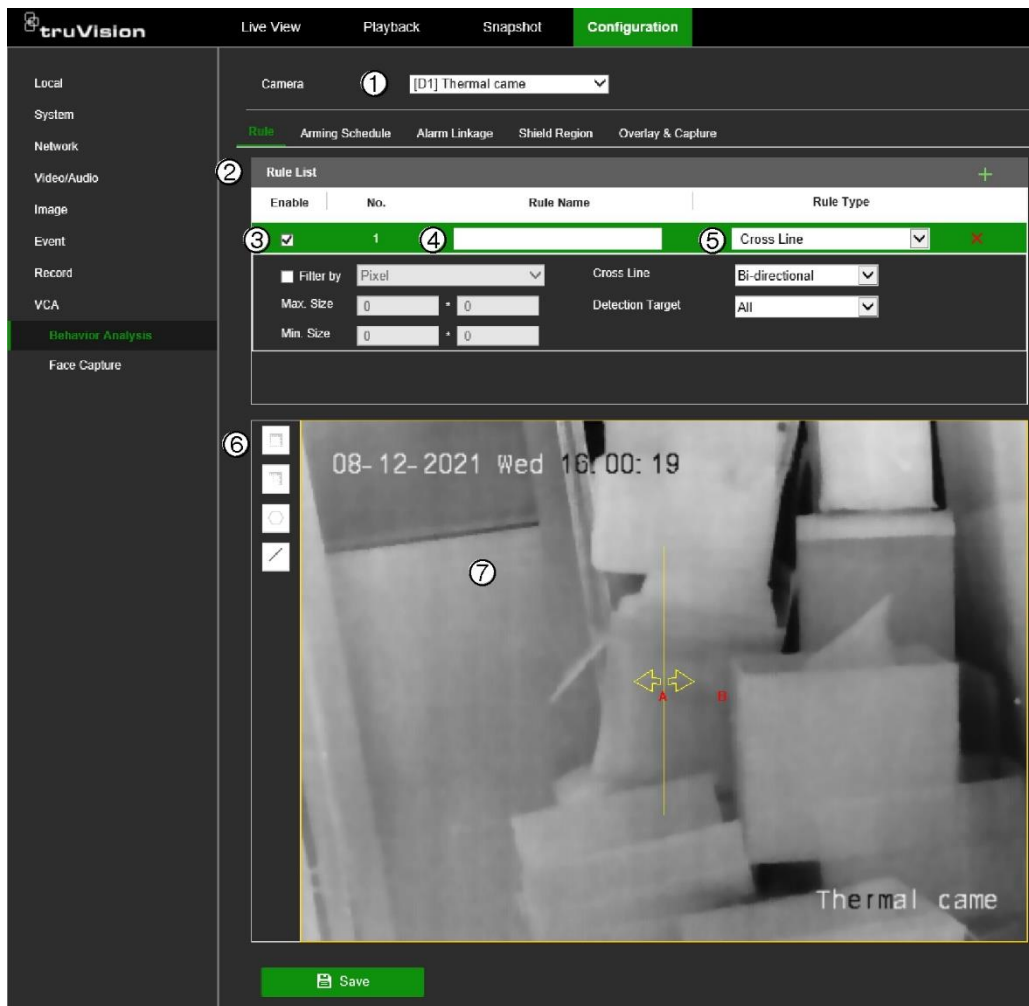 truVision
Live View Playback Snapshot Configuration
Local
System
Network
Video/Audio
Image
Event
Record
VCA
Behavior Analysis
Face Capture
Camera ① [D1] Thermal came
Rule Arming Schedule Alarm Linkage Shield Region Overlay & Capture
② Rule List +
Enable No. Rule Name Rule Type
③ 1 ④ ⑤ Cross Line
Filter by Pixel Cross Line Bi-directional
Max. Size 0 * 0 Detection Target All
Min. Size 0 * 0
⑥
08-12-2021 Wed 16:00:19
⑦
A B
Thermal came
Save